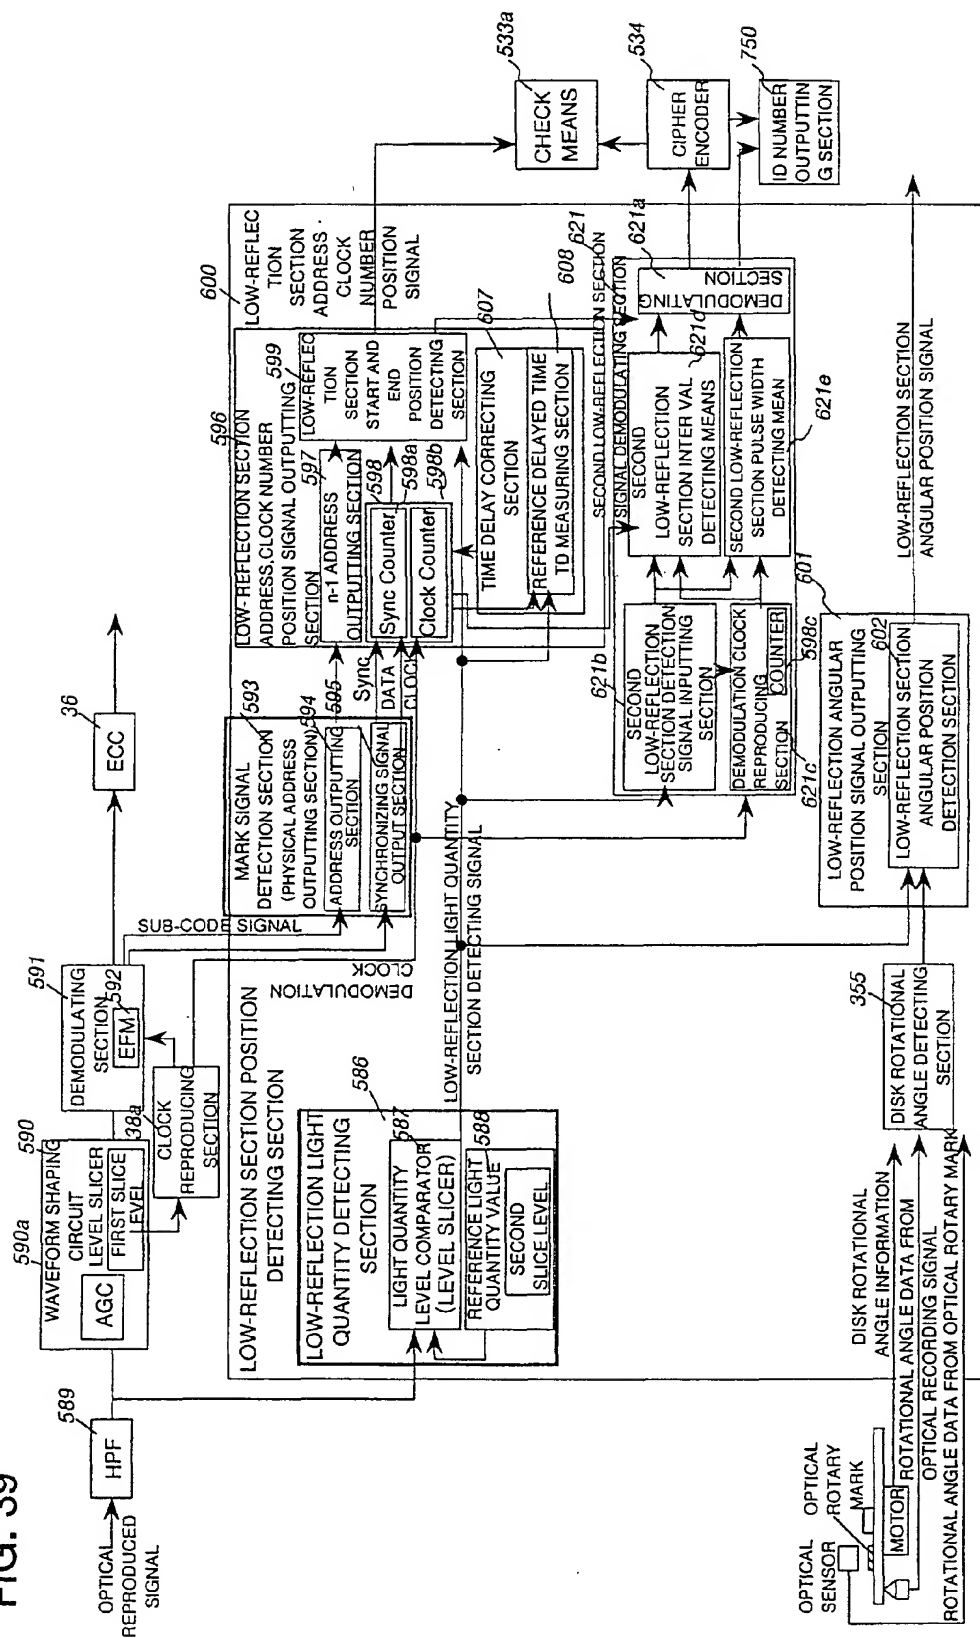 FIG. 39
OPTICAL
REPRODUCED
SIGNAL
589
HPF
590a
590
WAVEFORM SHAPING
CIRCUIT
LEVEL SLICER
FIRST SLICE
LEVEL
AGC
38a
CLOCK
REPRODUCING
SECTION
591
DEMODULATING
SECTION
592
EFM
36
ECC
SUB-CODE SIGNAL
DEMODULATION
CLOCK
LOW-REFLECTION SECTION POSITION
DETECTING SECTION
586
LOW-REFLECTION LIGHT
QUANTITY DETECTING
SECTION
587
LIGHT QUANTITY
LEVEL COMPARATOR
(LEVEL SLICER)
588
REFERENCE LIGHT
QUANTITY VALUE
SECOND
SLICE LEVEL
LOW-REFLECTION LIGHT QUANTITY
SECTION DETECTING SIGNAL
593
MARK SIGNAL
DETECTION SECTION
(PHYSICAL ADDRESS
OUTPUTTING SECTION)
594
ADDRESS OUTPUTTING
SECTION
595
SYNCHRONIZING SIGNAL
OUTPUT SECTION
Sync
DATA
CLOCK
596
LOW- REFLECTION SECTION
ADDRESS,CLOCK NUMBER
POSITION SIGNAL OUTPUTTING
SECTION
597
n-1 ADDRESS
OUTPUTTING SECTION
598
598a
Sync Counter
598b
Clock Counter
599
LOW-REFLEC
TION
SECTION
START AND
END
POSITION
DETECTING
SECTION
600
LOW-REFLEC
TION
SECTION
ADDRESS
CLOCK
NUMBER
POSITION
SIGNAL
607
TIME DELAY CORRECTING
SECTION
608
REFERENCE DELAYED TIME
TD MEASURING SECTION
621
SECOND LOW-REFLECTION SECTION
SIGNAL DEMODULATING SECTION
621b
SECOND
LOW-REFLECTION
SECTION DETECTION
SIGNAL INPUTTING
SECTION
621c
DEMODULATION CLOCK
REPRODUCING
SECTION
COUNTER
598c
621d
SECOND
LOW-REFLECTION
SECTION INTERVAL
DETECTING MEANS
621e
SECOND LOW-REFLECTION
SECTION PULSE WIDTH
DETECTING MEAN
621a
DEMODULATING
SECTION
533a
CHECK
MEANS
534
CIPHER
ENCODER
750
ID NUMBER
OUTPUTTIN
G SECTION
601
LOW-REFLECTION ANGULAR
POSITION SIGNAL OUTPUTTING
SECTION
602
LOW-REFLECTION SECTION
ANGULAR POSITION
DETECTION SECTION
LOW-REFLECTION SECTION
ANGULAR POSITION SIGNAL
355
DISK ROTATIONAL
ANGLE DETECTING
SECTION
DISK ROTATIONAL
ANGLE INFORMATION
ROTATIONAL ANGLE DATA FROM
OPTICAL RECORDING SIGNAL
ROTATIONAL ANGLE DATA FROM OPTICAL ROTARY MARK
OPTICAL
SENSOR
OPTICAL
ROTARY
MARK
MOTOR